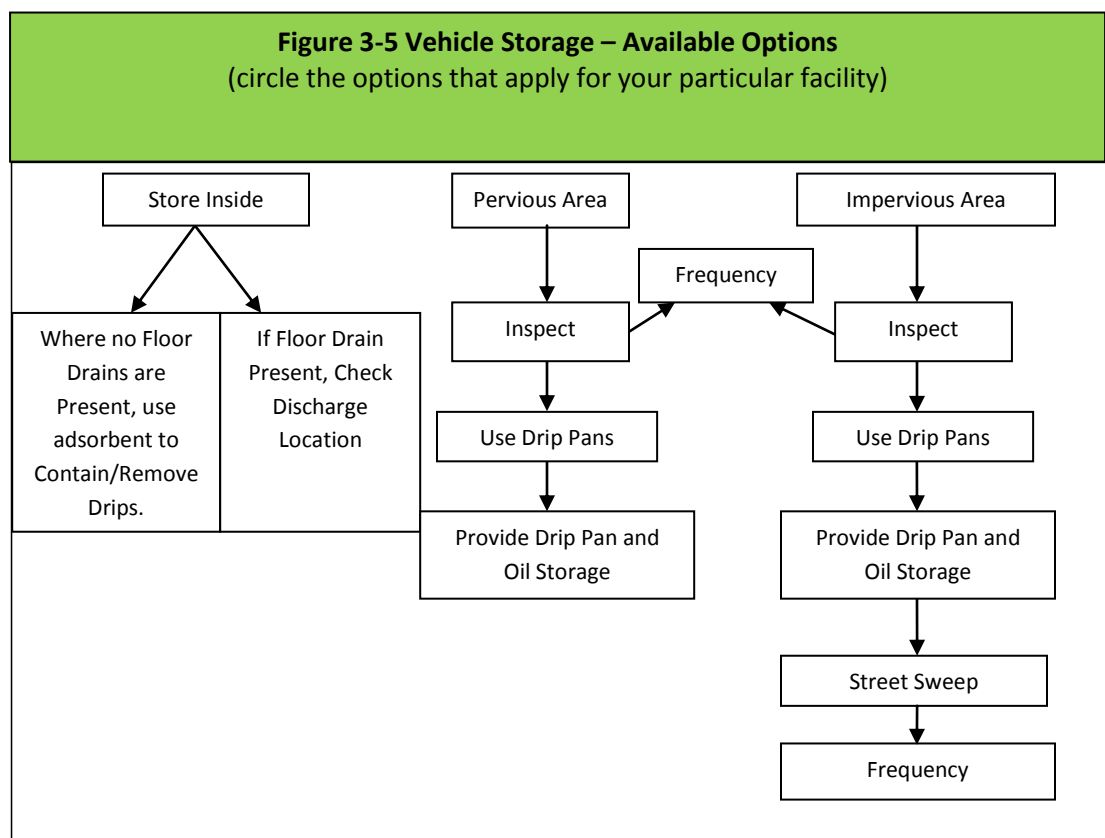 Figure 3-5 Vehicle Storage – Available Options
(circle the options that apply for your particular facility)
Store Inside
Where no Floor
Drains are
Present, use
adsorbent to
Contain/Remove
Drips.
If Floor Drain
Present, Check
Discharge
Location
Pervious Area
Inspect
Frequency
Use Drip Pans
Provide Drip Pan and
Oil Storage
Impervious Area
Inspect
Use Drip Pans
Provide Drip Pan and
Oil Storage
Street Sweep
Frequency